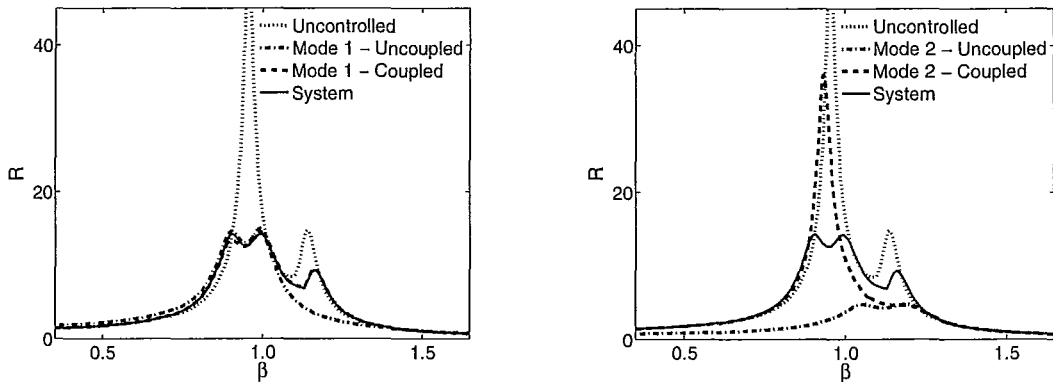 40
20
0
R
0.5
1.0
1.5
β
Uncontrolled
Mode 1 – Uncoupled
Mode 1 – Coupled
System
40
20
0
R
0.5
1.0
1.5
β
Uncontrolled
Mode 2 – Uncoupled
Mode 2 – Coupled
System